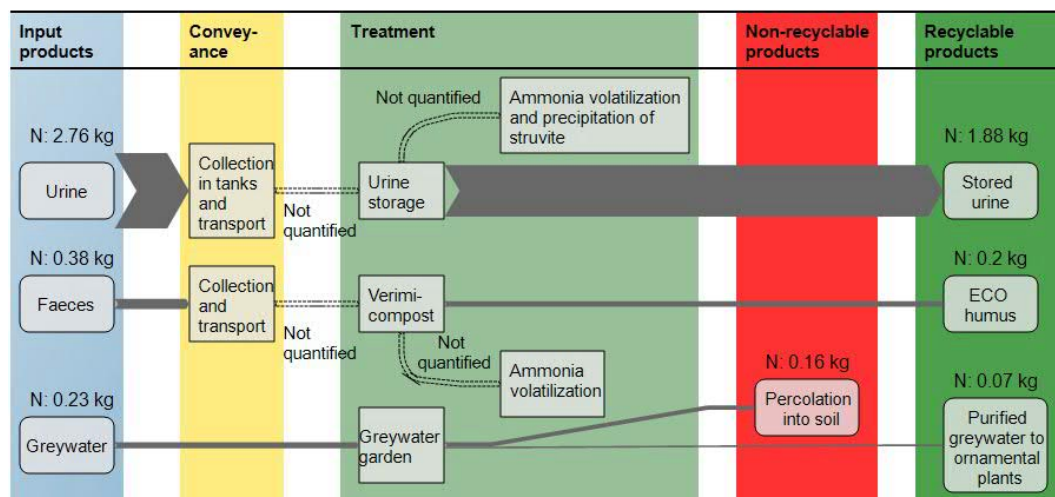 Input
products
Convey-
ance
Treatment
Non-recyclable
products
Recyclable
products
N: 2.76 kg
Urine
Collection
in tanks
and
transport
Not
quantified
Urine
storage
Not quantified
Ammonia volatilization
and precipitation of
struvite
N: 1.88 kg
Stored
urine
N: 0.38 kg
Faeces
Collection
and
transport
Not
quantified
Verimi-
compost
Not
quantified
Ammonia
volatilization
N: 0.2 kg
ECO
humus
N: 0.23 kg
Greywater
Greywater
garden
N: 0.16 kg
Percolation
into soil
N: 0.07 kg
Purified
greywater to
ornamental
plants